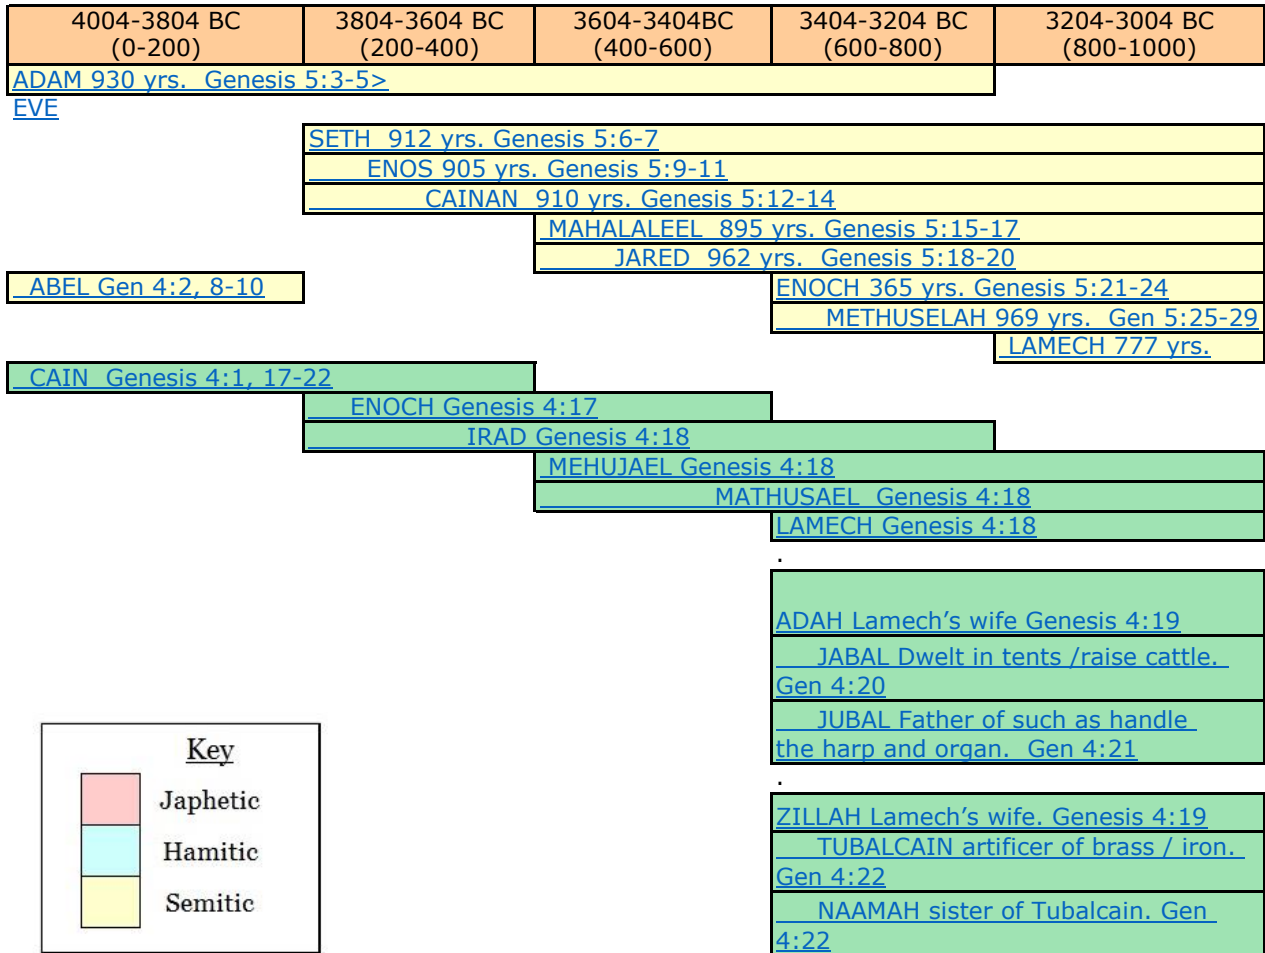 4004-3804 BC 3804-3604 BC 3604-3404BC 3404-3204 BC 3204-3004 BC
(0-200) (200-400) (400-600) (600-800) (800-1000)
ADAM 930 yrs. Genesis 5:3-5>
EVE
SETH 912 yrs. Genesis 5:6-7
ENOS 905 yrs. Genesis 5:9-11
CAINAN 910 yrs. Genesis 5:12-14
MAHALALEEL 895 yrs. Genesis 5:15-17
JARED 962 yrs. Genesis 5:18-20
ABEL Gen 4:2, 8-10 ENOCH 365 yrs. Genesis 5:21-24
METHUSELAH 969 yrs. Gen 5:25-29
LAMECH 777 yrs.
CAIN Genesis 4:1, 17-22
ENOCH Genesis 4:17
IRAD Genesis 4:18
MEHUJAEL Genesis 4:18
MATHUSAEL Genesis 4:18
LAMECH Genesis 4:18
.
ADAH Lamech’s wife Genesis 4:19
JABAL Dwelt in tents /raise cattle.
Gen 4:20
JUBAL Father of such as handle
the harp and organ. Gen 4:21
.
ZILLAH Lamech’s wife. Genesis 4:19
TUBALCAIN artificer of brass / iron.
Gen 4:22
NAAMAH sister of Tubalcain. Gen
4:22
Key
Japhetic
Hamitic
Semitic